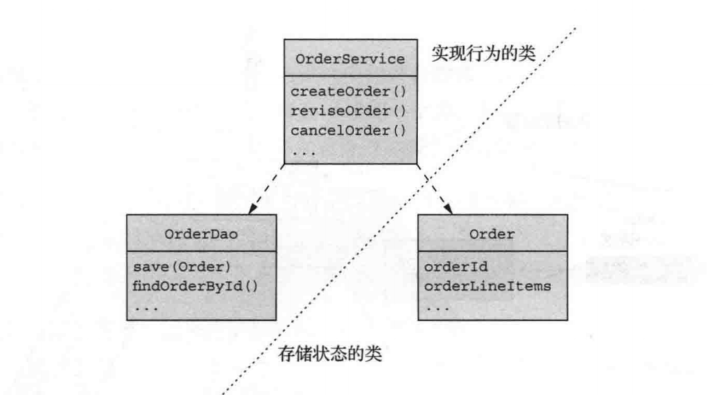 OrderService
实现行为的类
createOrder()
reviseOrder()
cancelOrder()
...
OrderDao
Order
save(Order)
findOrderById()
...
orderId
orderLineItems
...
存储状态的类